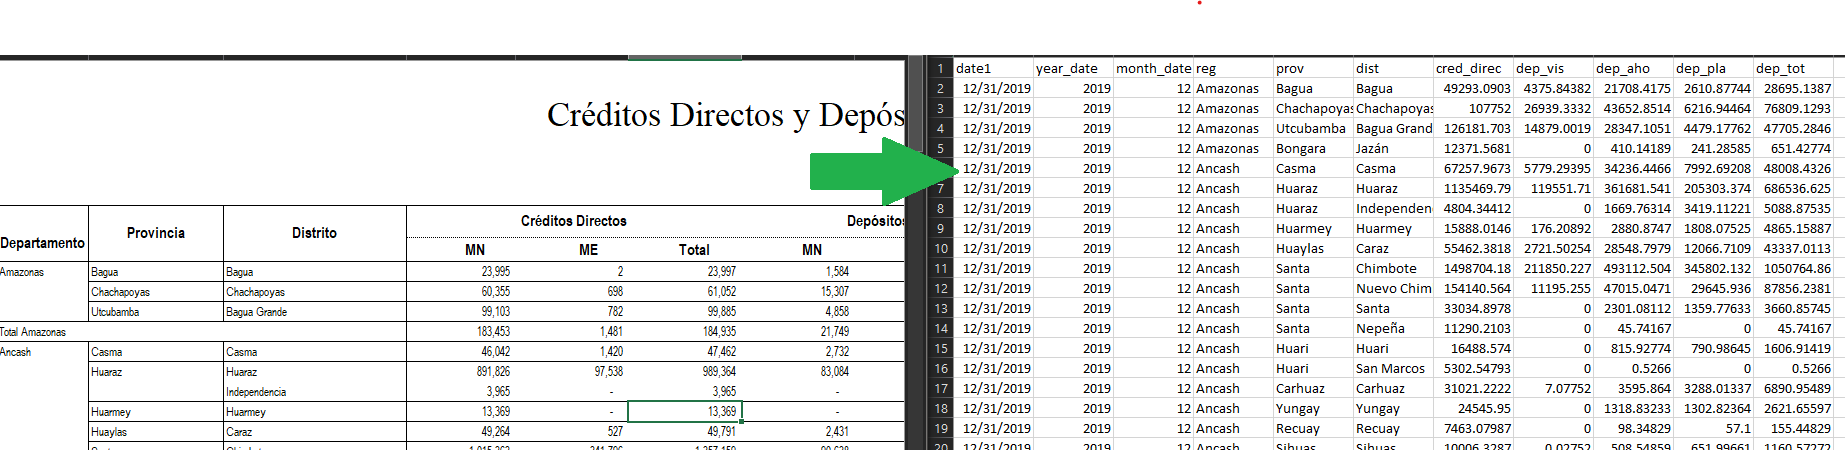 Créditos Directos y Depós
Departamento Provincia Distrito Créditos Directos Depósitos
MN ME Total MN
Amazonas Bagua Bagua 23,995 2 23,997 1,584
Chachapoyas Chachapoyas 60,355 698 61,052 15,307
Utcubamba Bagua Grande 99,103 782 99,885 4,858
Total Amazonas 183,453 1,481 184,935 21,749
Ancash Casma Casma 46,042 1,420 47,462 2,732
Huaraz Huaraz 891,826 97,538 989,364 83,084
Independencia 3,965 - 3,965 -
Huarmey Huarmey 13,369 - 13,369 -
Huaylas Caraz 49,264 527 49,791 2,431
1 date1 year_date month_date reg prov dist cred_direc dep_vis dep_aho dep_pla dep_tot
2 12/31/2019 2019 12 Amazonas Bagua Bagua 49293.0903 4375.84382 21708.4175 2610.87744 28695.1387
3 12/31/2019 2019 12 Amazonas Chachapoyas Chachapoyas 107752 26939.3332 43652.8514 6216.94464 76809.1293
4 12/31/2019 2019 12 Amazonas Utcubamba Bagua Grand 126181.703 14879.0019 28347.1051 4479.17762 47705.2846
5 12/31/2019 2019 12 Amazonas Bongara Jazán 12371.5681 0 410.14189 241.28585 651.42774
12/31/2019 2019 12 Ancash Casma Casma 67257.9673 5779.29395 34236.4466 7992.69208 48008.4326
7 12/31/2019 2019 12 Ancash Huaraz Huaraz 1135469.79 119551.71 361681.541 205303.374 686536.625
8 12/31/2019 2019 12 Ancash Huaraz Independen 4804.34412 0 1669.76314 3419.11221 5088.87535
9 12/31/2019 2019 12 Ancash Huarmey Huarmey 15888.0146 176.20892 2880.8747 1808.07525 4865.15887
10 12/31/2019 2019 12 Ancash Huaylas Caraz 55462.3818 2721.50254 28548.7979 12066.7109 43337.0113
11 12/31/2019 2019 12 Ancash Santa Chimbote 1498704.18 211850.227 493112.504 345802.132 1050764.86
12 12/31/2019 2019 12 Ancash Santa Nuevo Chim 154140.564 11195.255 47015.0471 29645.936 87856.2381
13 12/31/2019 2019 12 Ancash Santa Santa 33034.8978 0 2301.08112 1359.77633 3660.85745
14 12/31/2019 2019 12 Ancash Santa Nepeña 11290.2103 0 45.74167 0 45.74167
15 12/31/2019 2019 12 Ancash Huari Huari 16488.574 0 815.92774 790.98645 1606.91419
16 12/31/2019 2019 12 Ancash Huari San Marcos 5302.54793 0 0.5266 0 0.5266
17 12/31/2019 2019 12 Ancash Carhuaz Carhuaz 31021.2222 7.07752 3595.864 3288.01337 6890.95489
18 12/31/2019 2019 12 Ancash Yungay Yungay 24545.95 0 1318.83233 1302.82364 2621.65597
19 12/31/2019 2019 12 Ancash Recuay Recuay 7463.07987 0 98.34829 57.1 155.44829
20 12/31/2019 2019 12 Ancash Sihuas Sihuas 10006.3287 0.02752 508.54859 651.99661 1160.57272